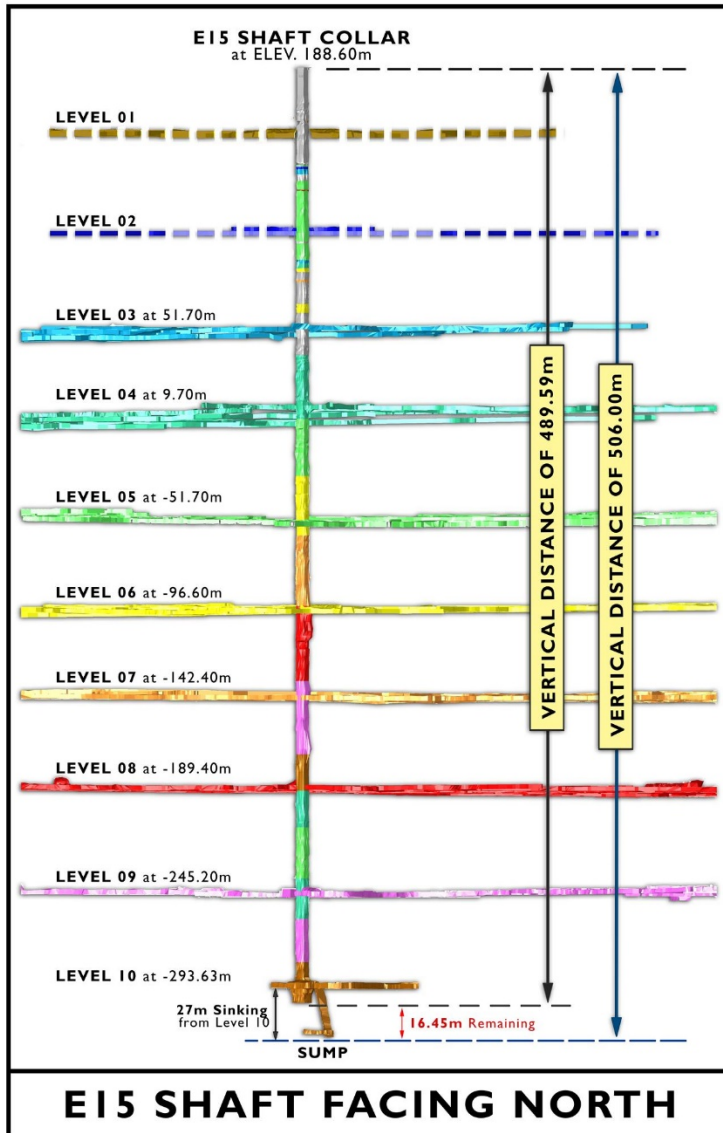 E15 SHAFT COLLAR
at ELEV. 188.60m
LEVEL 01
LEVEL 02
LEVEL 03 at 51.70m
LEVEL 04 at 9.70m
LEVEL 05 at -51.70m
LEVEL 06 at -96.60m
LEVEL 07 at -142.40m
LEVEL 08 at -189.40m
LEVEL 09 at -245.20m
LEVEL 10 at -293.63m
VERTICAL DISTANCE OF 489.59m
VERTICAL DISTANCE OF 506.00m
27m Sinking
from Level 10
16.45m Remaining
SUMP
E15 SHAFT FACING NORTH